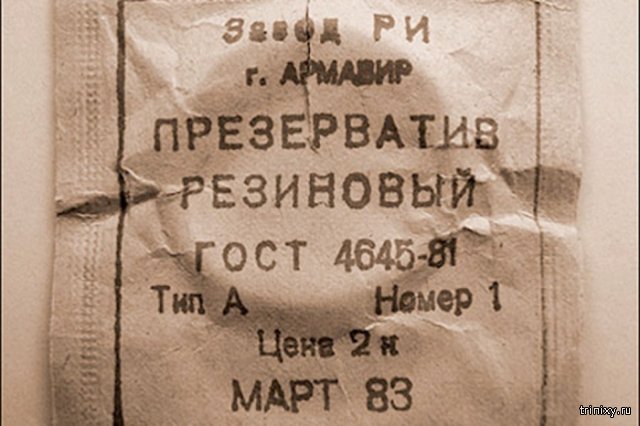 Завод РИ
г. АРМАВИР
ПРЕЗЕРВАТИВ
РЕЗИНОВЫЙ
ГОСТ 4645-81
Тип А Номер 1
Цена 2 к
МАРТ 83
trinixy.ru